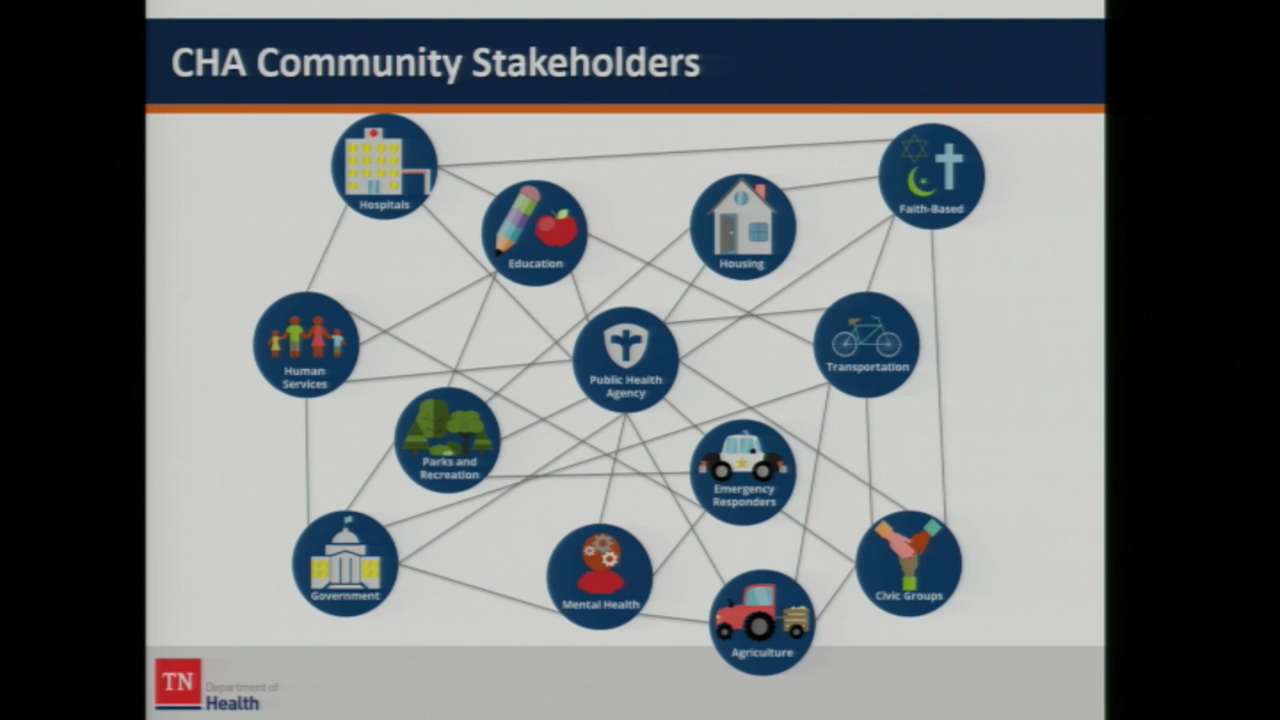 CHA Community Stakeholders
Hospitals
Faith-Based
Education
Housing
Human
Services
Public Health
Agency
Transportation
Parks and
Recreation
Emergency
Responders
Government
Mental Health
Civic Groups
Agriculture
TN
Department of
Health